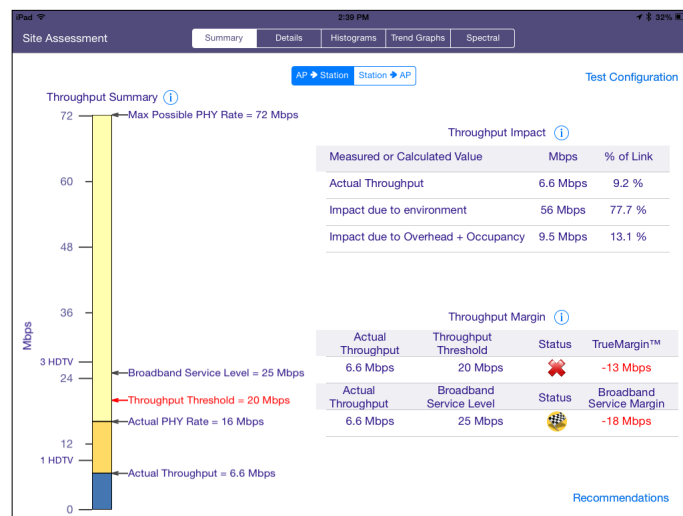 iPad 2:39 PM 32%
Site Assessment Summary Details Histograms Trend Graphs Spectral
AP → Station Station → AP
Test Configuration
Throughput Summary i
72 Max Possible PHY Rate = 72 Mbps
Throughput Impact i
Measured or Calculated Value Mbps % of Link
Actual Throughput 6.6 Mbps 9.2 %
Impact due to environment 56 Mbps 77.7 %
Impact due to Overhead + Occupancy 9.5 Mbps 13.1 %
60
48
36
Mbps
3 HDTV
24
Broadband Service Level = 25 Mbps
Throughput Threshold = 20 Mbps
Actual PHY Rate = 16 Mbps
12
1 HDTV
Actual Throughput = 6.6 Mbps
0
Throughput Margin i
Actual Throughput Throughput Threshold Status TrueMargin™
6.6 Mbps 20 Mbps -13 Mbps
Actual Throughput Broadband Service Level Status Broadband Service Margin
6.6 Mbps 25 Mbps -18 Mbps
Recommendations